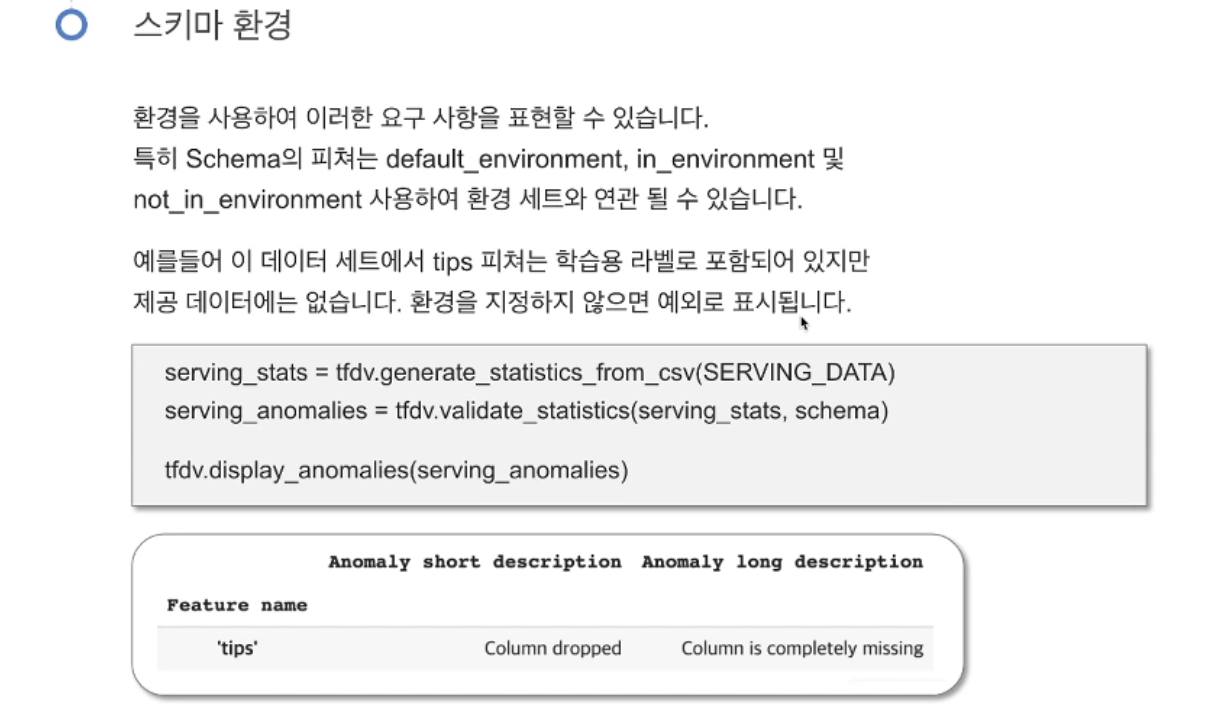 스키마 환경
환경을 사용하여 이러한 요구 사항을 표현할 수 있습니다.
특히 Schema의 피쳐는 default_environment, in_environment 및
not_in_environment 사용하여 환경 세트와 연관 될 수 있습니다.
예를들어 이 데이터 세트에서 tips 피쳐는 학습용 라벨로 포함되어 있지만
제공 데이터에는 없습니다. 환경을 지정하지 않으면 예외로 표시됩니다.
serving_stats = tfdv.generate_statistics_from_csv(SERVING_DATA)
serving_anomalies = tfdv.validate_statistics(serving_stats, schema)
tfdv.display_anomalies(serving_anomalies)
Anomaly short description Anomaly long description
Feature name
'tips' Column dropped Column is completely missing